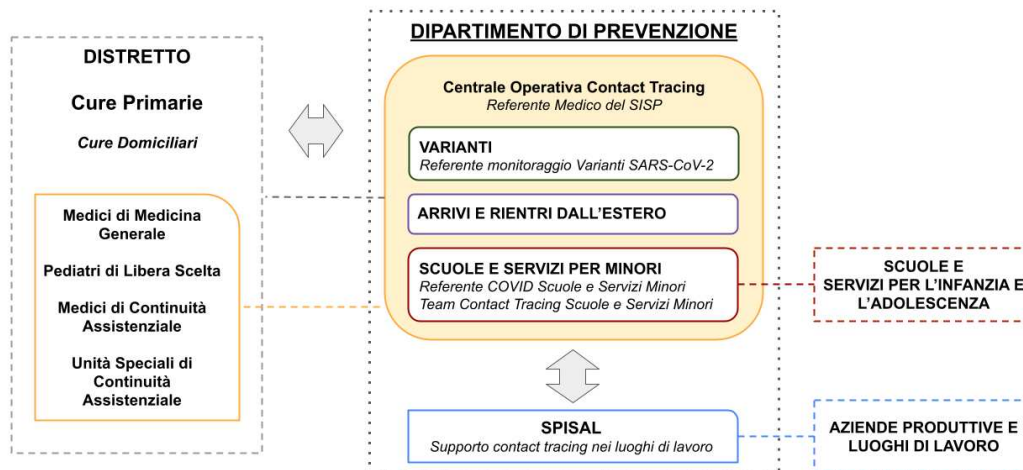 DISTRETTO
Cure Primarie
Cure Domiciliari
Medici di Medicina
Generale
Pediatri di Libera Scelta
Medici di Continuità
Assistenziale
Unità Speciali di
Continuità
Assistenziale
DIPARTIMENTO DI PREVENZIONE
Centrale Operativa Contact Tracing
Referente Medico del SISP
VARIANTI
Referente monitoraggio Varianti SARS-CoV-2
ARRIVI E RIENTRI DALL'ESTERO
SCUOLE E SERVIZI PER MINORI
Referente COVID Scuole e Servizi Minori
Team Contact Tracing Scuole e Servizi Minori
SPISAL
Supporto contact tracing nei luoghi di lavoro
SCUOLE E
SERVIZI PER L'INFANZIA E
L'ADOLESCENZA
AZIENDE PRODUTTIVE E
LUOGHI DI LAVORO